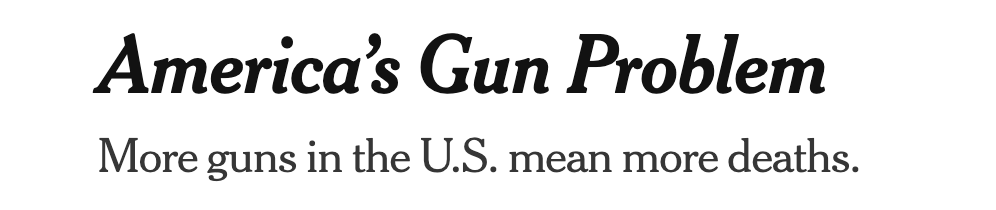 America’s Gun Problem
More guns in the U.S. mean more deaths.